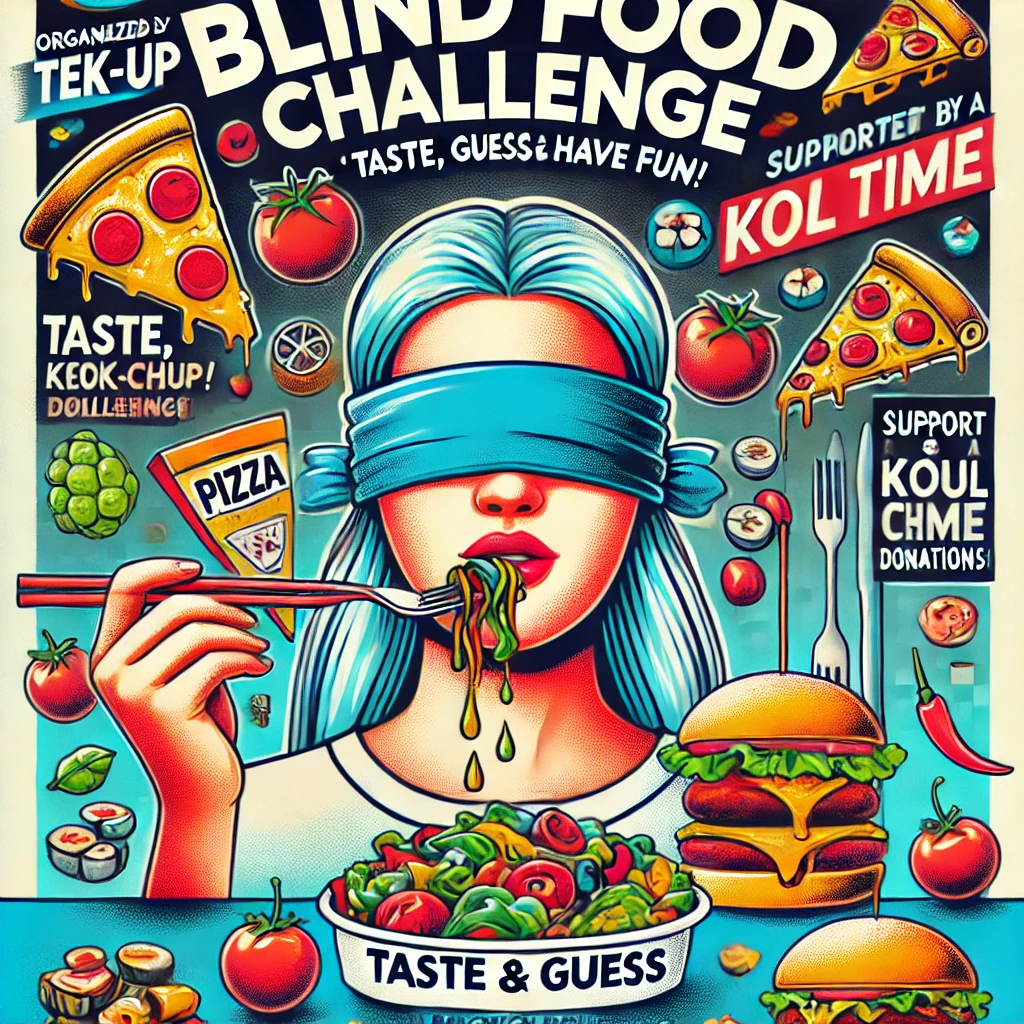 ORGANIZED BY
TEK-UP
BLIND FOOD
CHALLENGE
'TASTE, GUESS & HAVE FUN!
SUPPORTET BY A
KOL TIME
TASTE,
KEOK-CHUP!
PIZZA
SUPPORT
A
KOUL
CHME
DONATIONS!
TASTE & GUESS